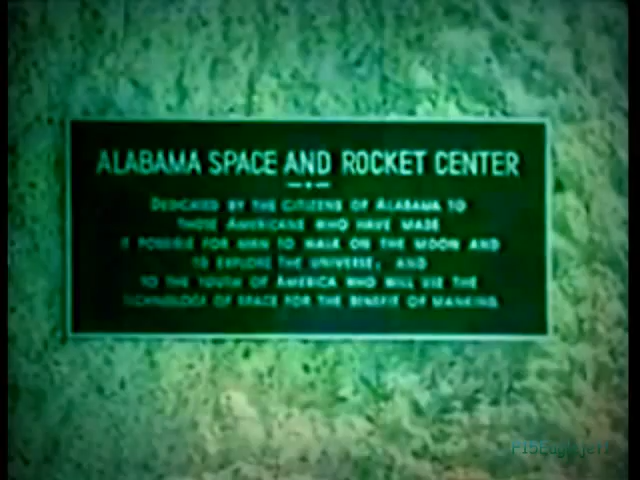 ALABAMA SPACE AND ROCKET CENTER
DEDICATED BY THE CITIZENS OF ALABAMA TO
THOSE AMERICANS WHO HAVE MADE
IT POSSIBLE FOR MAN TO WALK ON THE MOON AND
TO EXPLORE THE UNIVERSE, AND
TO THE YOUTH OF AMERICA WHO WILL USE THE
TECHNOLOGY OF SPACE FOR THE BENEFIT OF MANKIND